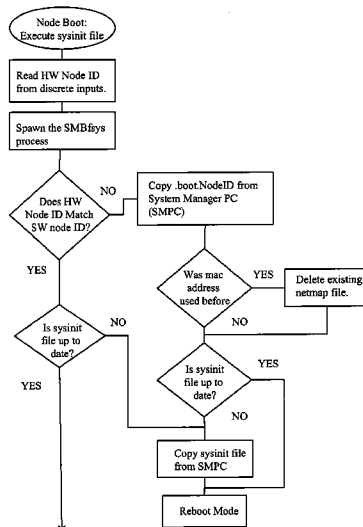 Node Boot:
Execute sysinit file
Read HW Node ID
from discrete inputs.
Spawn the SMBfsys
process
Does HW
Node ID Match
SW node ID?
NO
Copy .boot.NodeID from
System Manager PC
(SMPC)
YES
Was mac
address
used before
YES
Delete existing
netmap file.
NO
Is sysinit
file up to
date?
NO
YES
Is sysinit
file up to
date?
YES
NO
Copy sysinit file
from SMPC
Reboot Mode